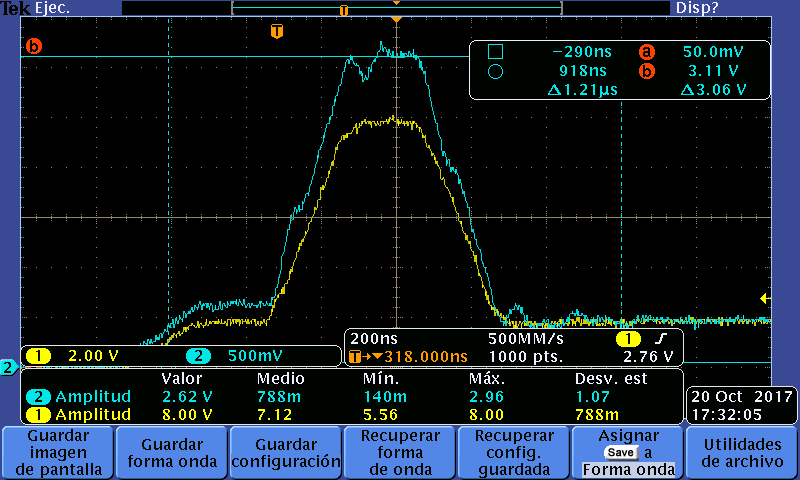 Tek Ejec. Disp?
T
T
b
-290ns a 50.0mV
918ns b 3.11 V
Δ1.21µs Δ3.06 V
1 2.00 V 2 500mV
200ns 500MM/s 1
T→▼318.000ns 1000 pts. 2.76 V
2
Valor Medio Mín. Máx. Desv. est
2 Amplitud 2.62 V 788m 140m 2.96 1.07
1 Amplitud 8.00 V 7.12 5.56 8.00 788m
20 Oct 2017
17:32:05
Guardar
imagen
de pantalla
Guardar
forma onda
Guardar
configuración
Recuperar
forma
de onda
Recuperar
config.
guardada
Asignar
Save a
Forma onda
Utilidades
de archivo